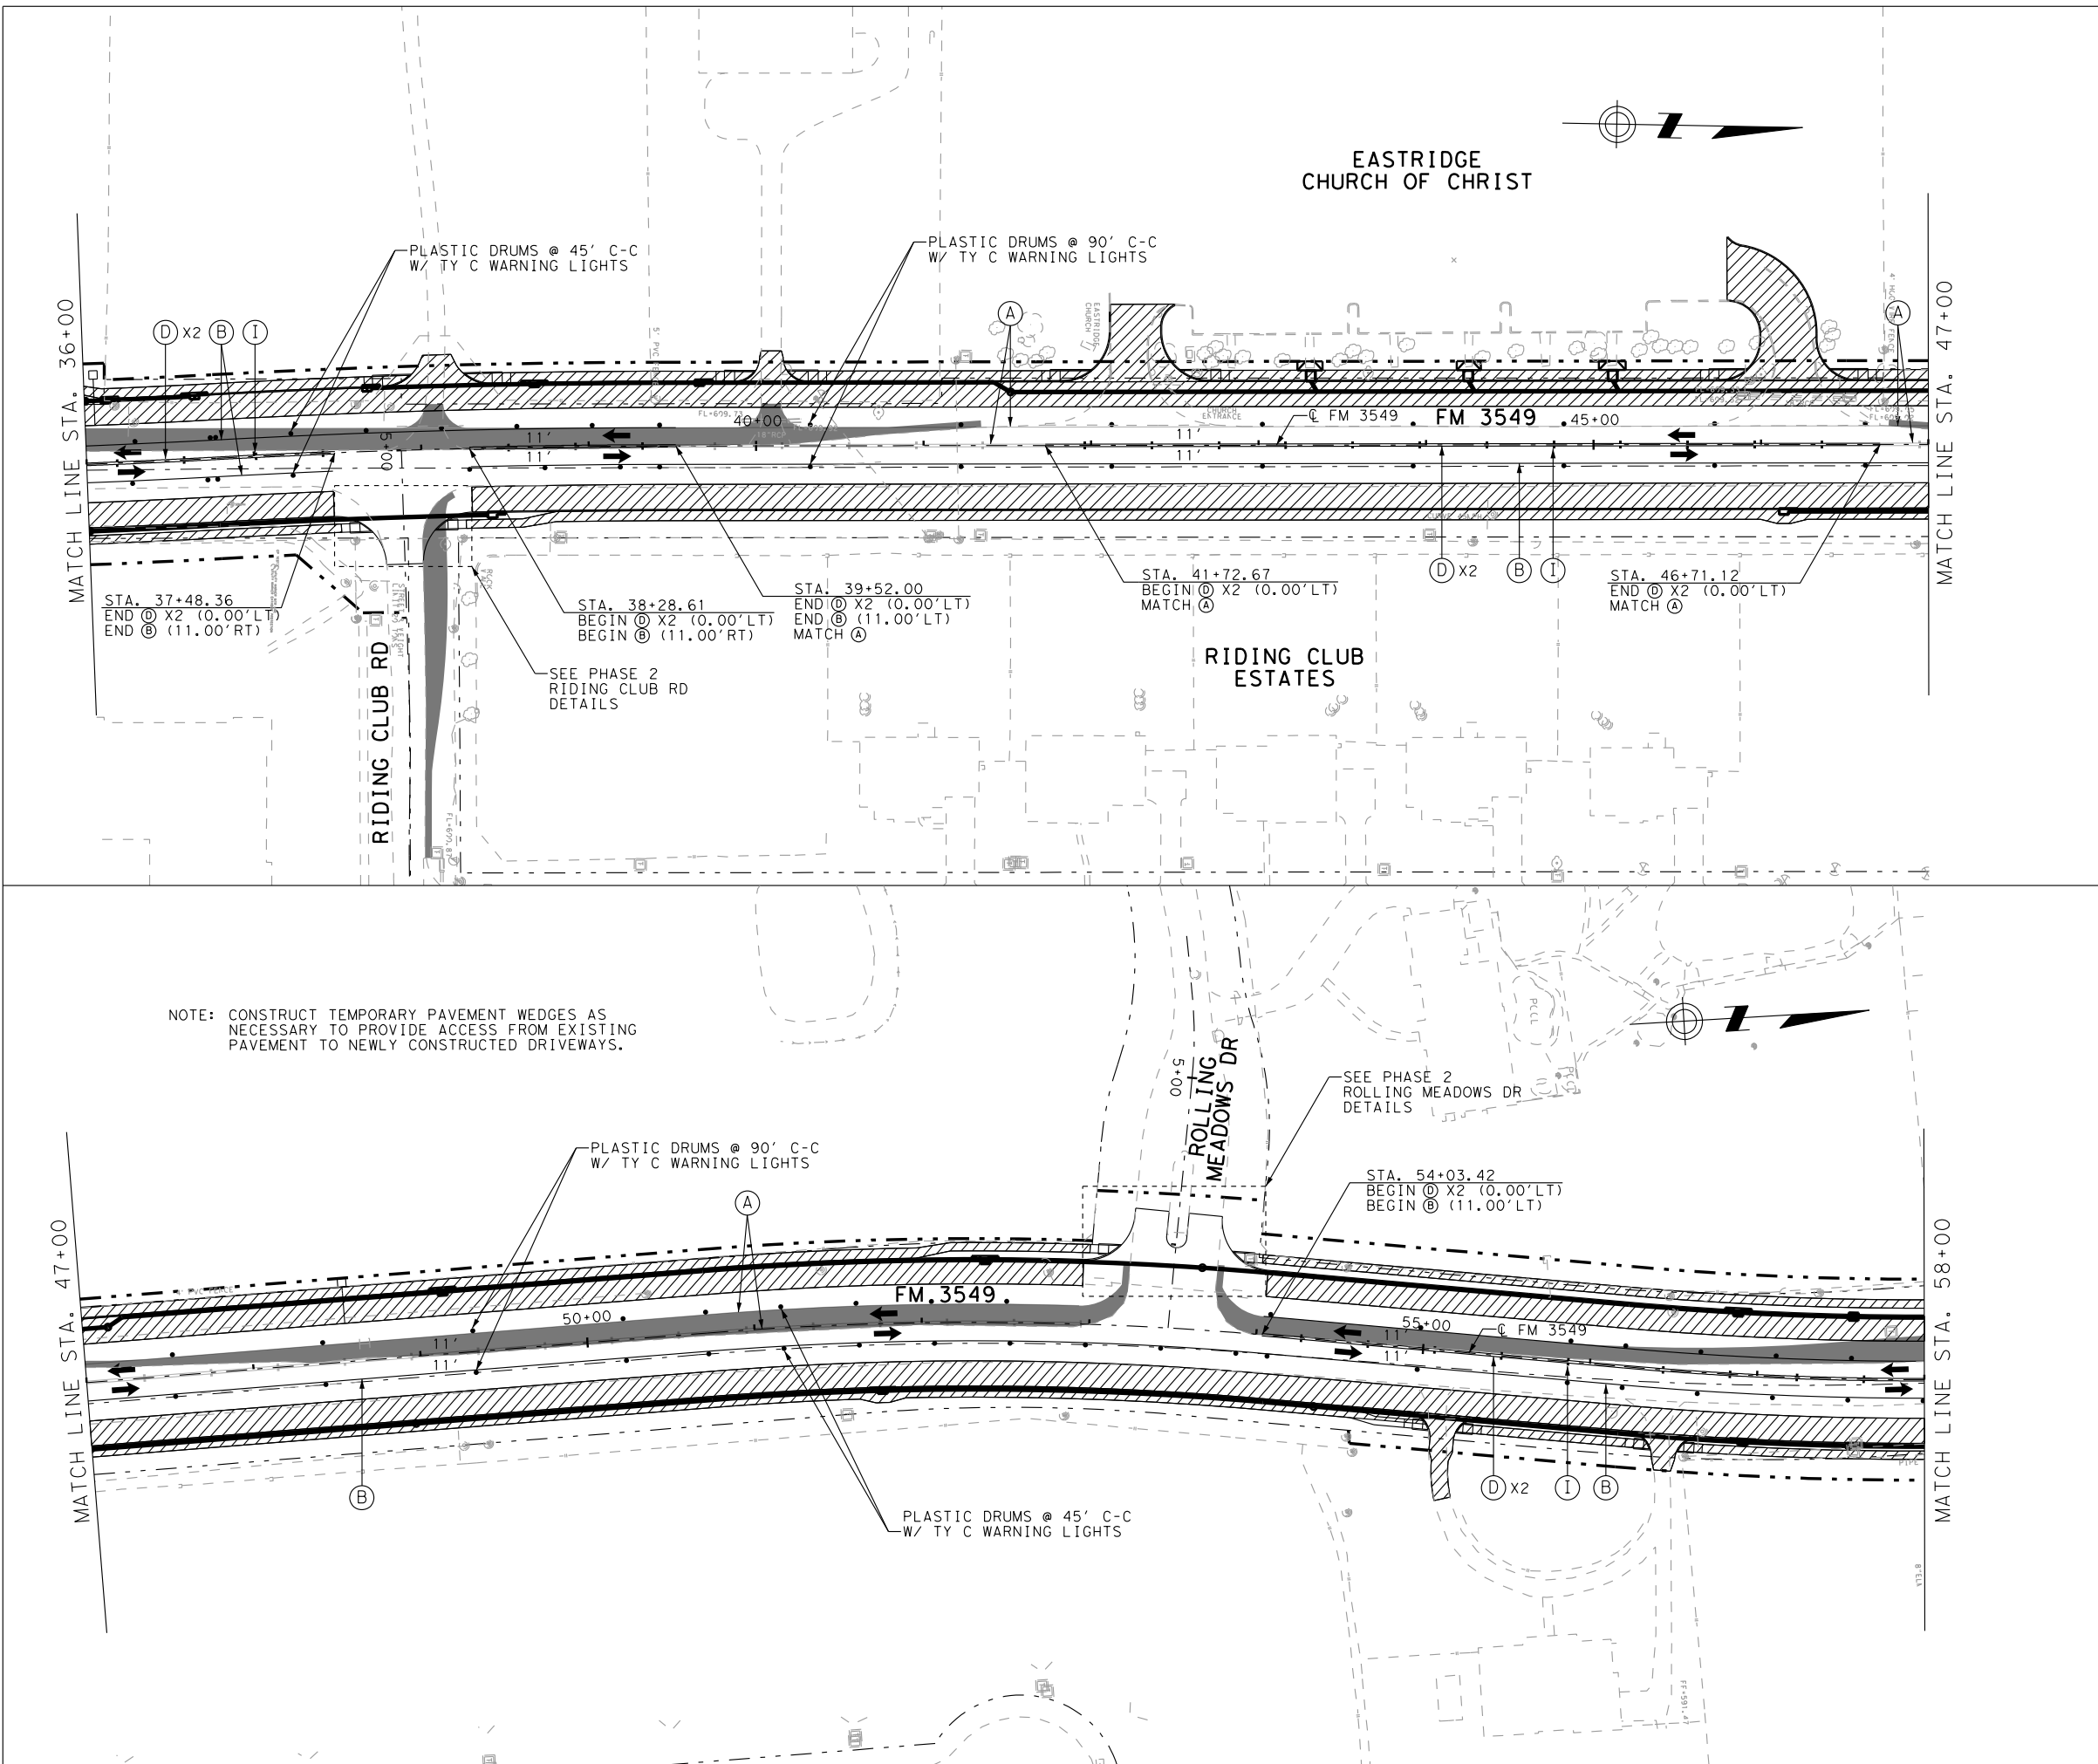 EASTRIDGE
CHURCH OF CHRIST
PLASTIC DRUMS @ 45' C-C
W/ TY C WARNING LIGHTS
PLASTIC DRUMS @ 90' C-C
W/ TY C WARNING LIGHTS
MATCH LINE STA. 36+00
D X2
B
I
A
A
MATCH LINE STA. 47+00
5' PVC FENCE
EASTRIDGE
CHURCH
CHURCH
ENTRANCE
40+00
11'
11'
5+00
11'
11'
℄ FM 3549
FM 3549
45+00
STA. 37+48.36
END D X2 (0.00'LT)
END B (11.00'RT)
STA. 38+28.61
BEGIN D X2 (0.00'LT)
BEGIN B (11.00'RT)
STA. 39+52.00
END D X2 (0.00'LT)
END B (11.00'LT)
MATCH A
STA. 41+72.67
BEGIN D X2 (0.00'LT)
MATCH A
D X2
B
I
STA. 46+71.12
END D X2 (0.00'LT)
MATCH A
SEE PHASE 2
RIDING CLUB RD
DETAILS
RIDING CLUB RD
RIDING CLUB
ESTATES
NOTE: CONSTRUCT TEMPORARY PAVEMENT WEDGES AS
NECESSARY TO PROVIDE ACCESS FROM EXISTING
PAVEMENT TO NEWLY CONSTRUCTED DRIVEWAYS.
5+00
ROLLING
MEADOWS DR
SEE PHASE 2
ROLLING MEADOWS DR
DETAILS
PLASTIC DRUMS @ 90' C-C
W/ TY C WARNING LIGHTS
A
STA. 54+03.42
BEGIN D X2 (0.00'LT)
BEGIN B (11.00'LT)
MATCH LINE STA. 47+00
MATCH LINE STA. 58+00
FM 3549
50+00
11'
11'
55+00
11'
11'
℄ FM 3549
B
D X2
I
B
PLASTIC DRUMS @ 45' C-C
W/ TY C WARNING LIGHTS